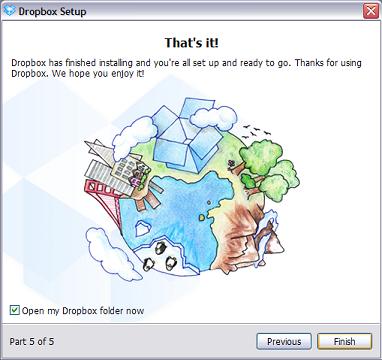 Dropbox Setup
That's it!
Dropbox has finished installing and you're all set up and ready to go. Thanks for using
Dropbox. We hope you enjoy it!
Open my Dropbox folder now
Part 5 of 5
Previous
Finish